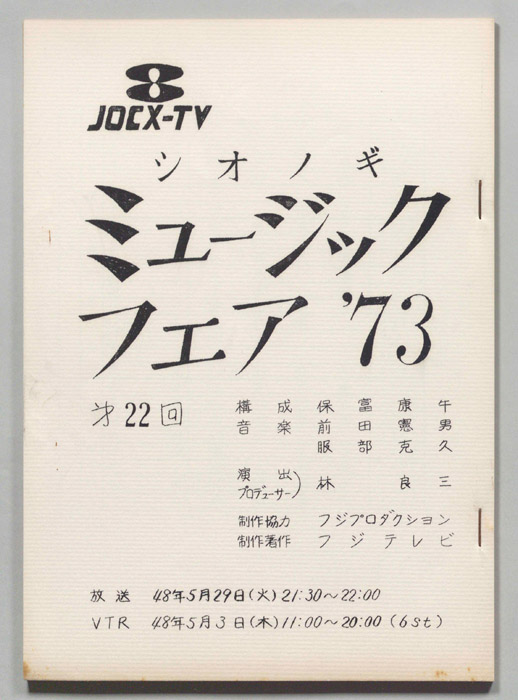 8
JOCX-TV
シオノギ
ミュージック
フェア '73
第22回
構成 保富康午
音楽 前田憲男
服部克久
演出
プロデューサー) 林良三
制作協力 フジプロダクション
制作著作 フジテレビ
放送 48年5月29日(火)21:30~22:00
VTR 48年5月3日(木)11:00~20:00(6st)